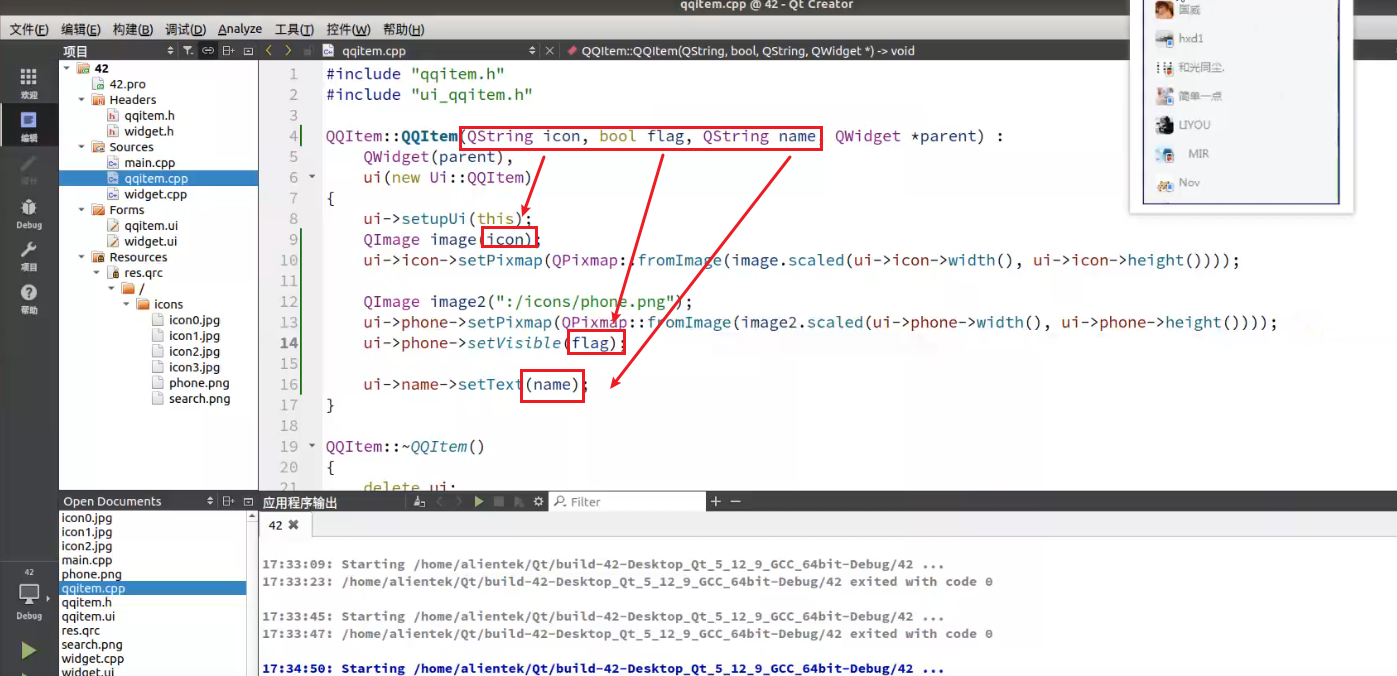 qqitem.cpp @ 42 - Qt Creator
文件(F) 编辑(E) 构建(B) 调试(D) Analyze 工具(T) 控件(W) 帮助(H)
项目
qqitem.cpp
QQItem::QQItem(QString, bool, QString, QWidget *) -> void
欢迎
编辑
Debug
项目
帮助
42
Debug
42
42.pro
Headers
qqitem.h
widget.h
Sources
main.cpp
qqitem.cpp
widget.cpp
Forms
qqitem.ui
widget.ui
Resources
res.qrc
/
icons
icon0.jpg
icon1.jpg
icon2.jpg
icon3.jpg
phone.png
search.png
1 #include "qqitem.h"
2 #include "ui_qqitem.h"
3
4 QQItem::QQItem(QString icon, bool flag, QString name QWidget *parent) :
5 QWidget(parent),
6 ui(new Ui::QQItem)
7 {
8 ui->setupUi(this);
9 QImage image(icon);
10 ui->icon->setPixmap(QPixmap::fromImage(image.scaled(ui->icon->width(), ui->icon->height())));
11
12 QImage image2(":/icons/phone.png");
13 ui->phone->setPixmap(QPixmap::fromImage(image2.scaled(ui->phone->width(), ui->phone->height())));
14 ui->phone->setVisible(flag);
15
16 ui->name->setText(name);
17 }
18
19 QQItem::~QQItem()
20 {
21 delete ui;
国威
hxd1
和光同尘.
简单一点
LIYOU
MIR
Nov
Open Documents
icon0.jpg
icon1.jpg
icon2.jpg
main.cpp
phone.png
qqitem.cpp
qqitem.h
qqitem.ui
res.qrc
search.png
widget.cpp
widget.ui
应用程序输出
Filter
42
17:33:09: Starting /home/alientek/Qt/build-42-Desktop_Qt_5_12_9_GCC_64bit-Debug/42 ...
17:33:23: /home/alientek/Qt/build-42-Desktop_Qt_5_12_9_GCC_64bit-Debug/42 exited with code 0
17:33:45: Starting /home/alientek/Qt/build-42-Desktop_Qt_5_12_9_GCC_64bit-Debug/42 ...
17:33:47: /home/alientek/Qt/build-42-Desktop_Qt_5_12_9_GCC_64bit-Debug/42 exited with code 0
17:34:50: Starting /home/alientek/Qt/build-42-Desktop_Qt_5_12_9_GCC_64bit-Debug/42 ...